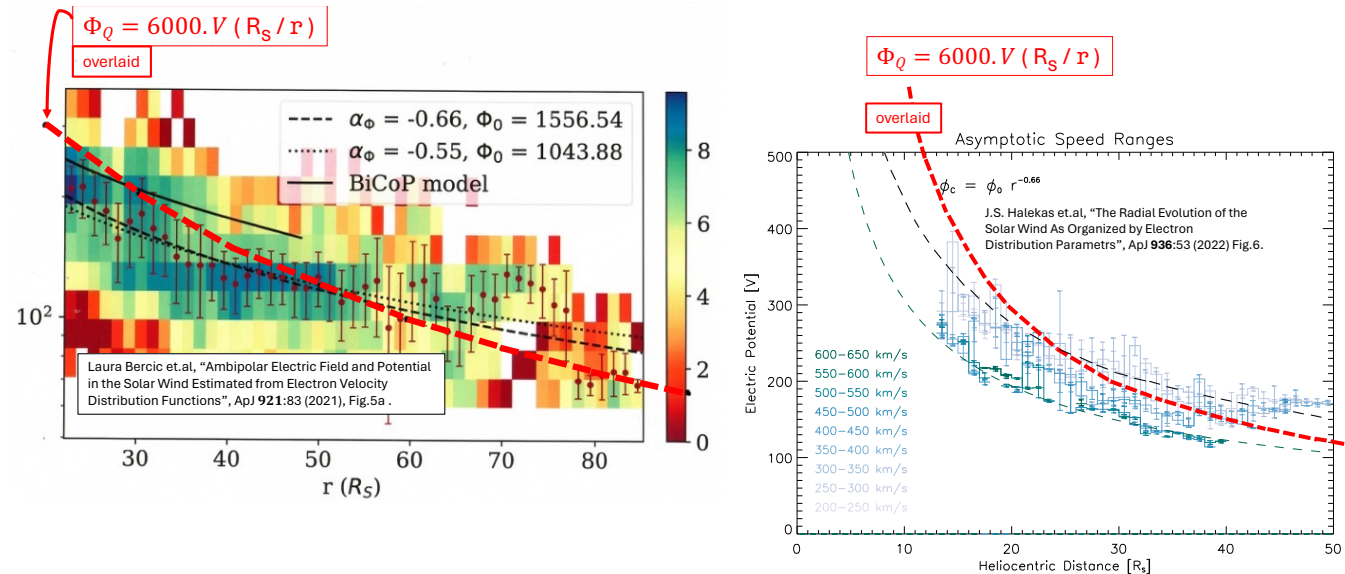 Φ_Q = 6000.V (R_S / r)
overlaid
α_Φ = -0.66, Φ_0 = 1556.54
α_Φ = -0.55, Φ_0 = 1043.88
BiCoP model
10^2
Laura Bercic et.al, “Ambipolar Electric Field and Potential
in the Solar Wind Estimated from Electron Velocity
Distribution Functions”, ApJ 921:83 (2021), Fig.5a .
30
40
50
60
70
80
r (R_S)
8
6
4
2
0
Φ_Q = 6000.V (R_S / r)
overlaid
Asymptotic Speed Ranges
ϕ_c = ϕ_o r^-0.66
J.S. Halekas et.al, “The Radial Evolution of the
Solar Wind As Organized by Electron
Distribution Parametrs”, ApJ 936:53 (2022) Fig.6.
500
400
300
200
100
0
Electric Potential [V]
600–650 km/s
550–600 km/s
500–550 km/s
450–500 km/s
400–450 km/s
350–400 km/s
300–350 km/s
250–300 km/s
200–250 km/s
0
10
20
30
40
50
Heliocentric Distance [R_s]